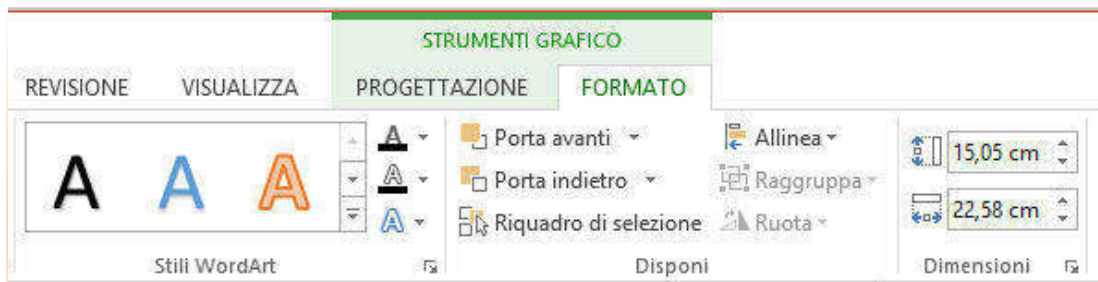 STRUMENTI GRAFICO
REVISIONE VISUALIZZA PROGETTAZIONE FORMATO
A A A A A A Porta avanti Allinea 15,05 cm
Porta indietro Raggruppa
Riquadro di selezione Ruota 22,58 cm
Stili WordArt Disponi Dimensioni